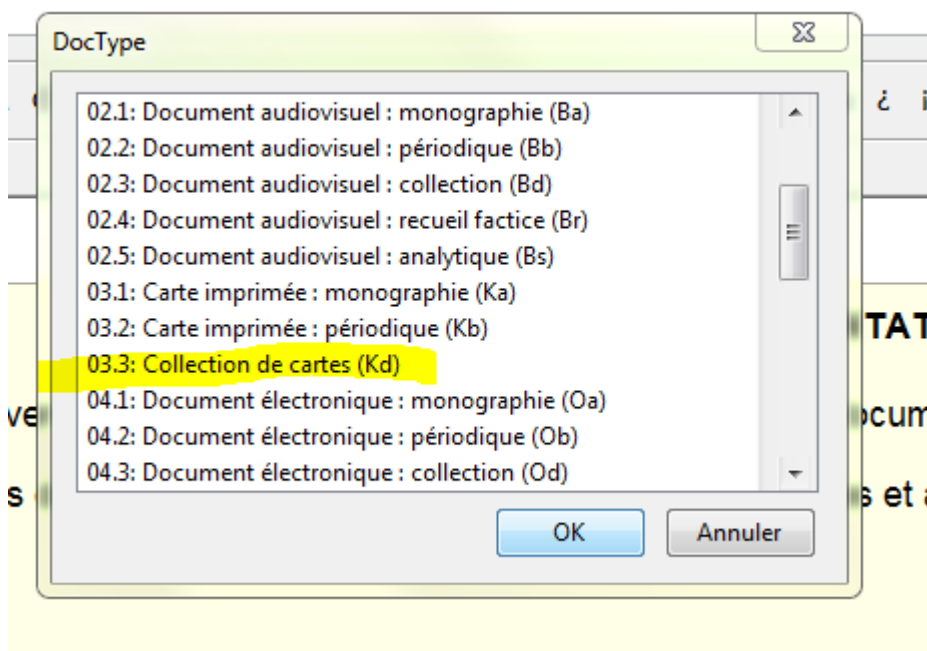 DocType
¿
02.1: Document audiovisuel : monographie (Ba)
02.2: Document audiovisuel : périodique (Bb)
02.3: Document audiovisuel : collection (Bd)
02.4: Document audiovisuel : recueil factice (Br)
02.5: Document audiovisuel : analytique (Bs)
03.1: Carte imprimée : monographie (Ka)
03.2: Carte imprimée : périodique (Kb)
03.3: Collection de cartes (Kd)
04.1: Document électronique : monographie (Oa)
04.2: Document électronique : périodique (Ob)
04.3: Document électronique : collection (Od)
OK
Annuler